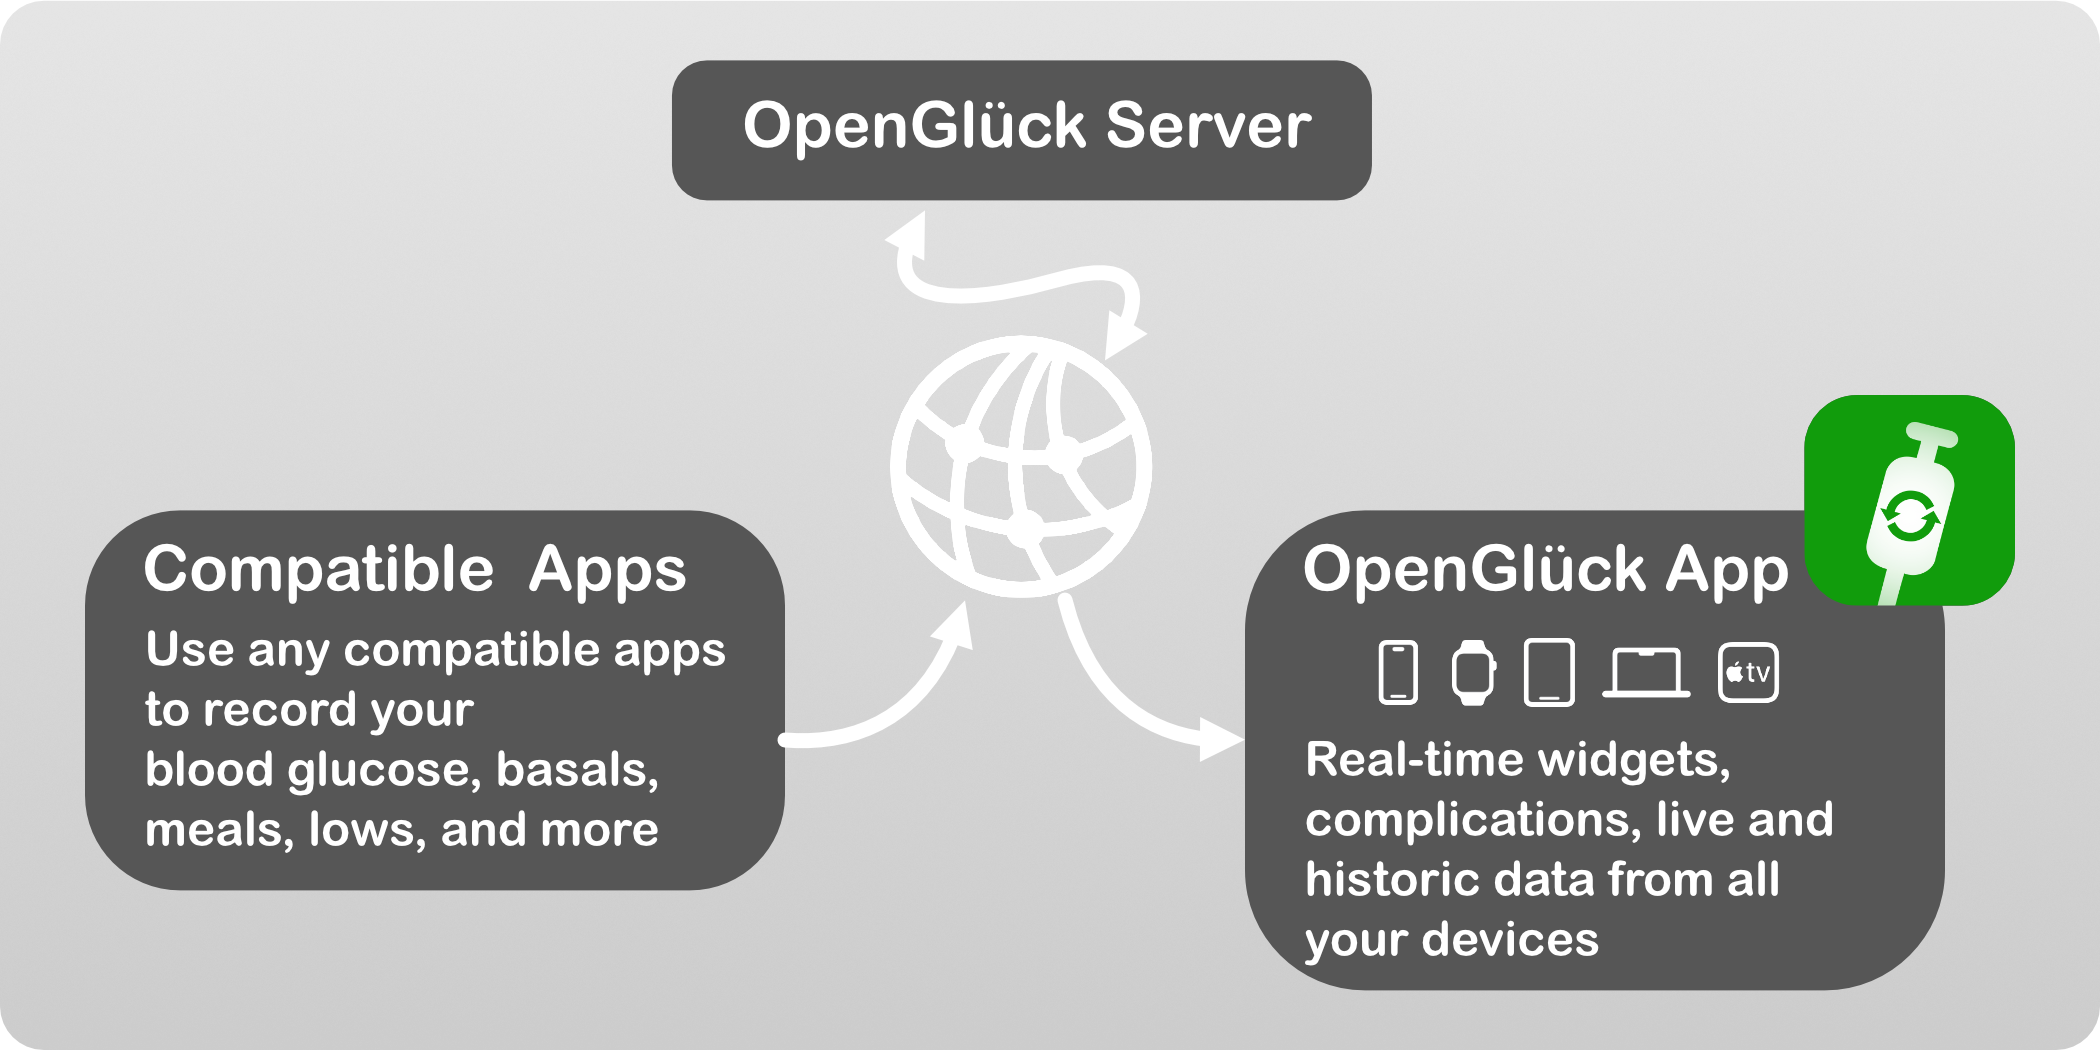 OpenGlück Server
Compatible Apps
Use any compatible apps
to record your
blood glucose, basals,
meals, lows, and more
OpenGlück App
tv
Real-time widgets,
complications, live and
historic data from all
your devices